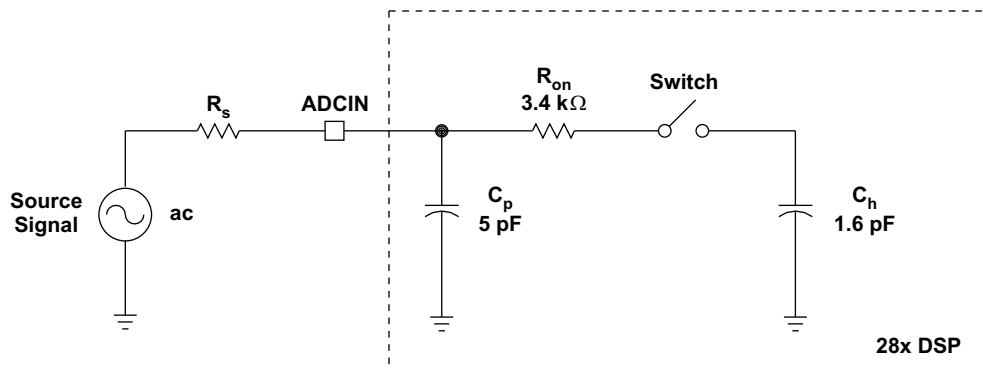 R_s
ADCIN
R_on
3.4 kΩ
Switch
Source
Signal
ac
C_p
5 pF
C_h
1.6 pF
28x DSP